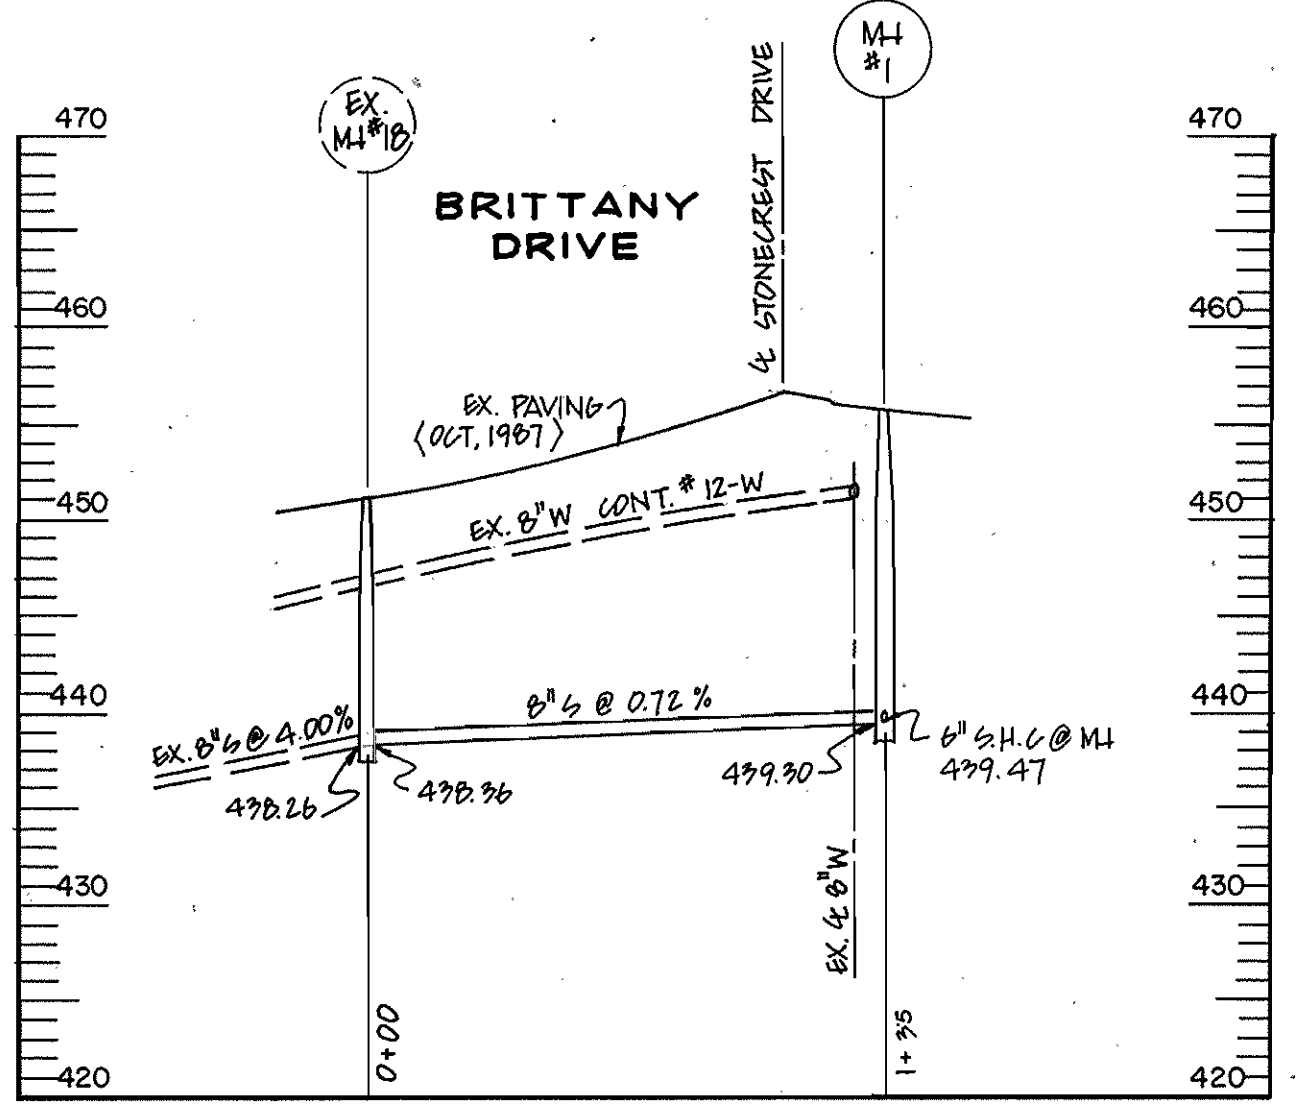 MH
#1
EX.
MH #18
470
470
BRITTANY
DRIVE
℄ STONECREST DRIVE
460
460
EX. PAVING
(OCT, 1987)
450
450
EX. 8"W CONT. # 12-W
440
440
8"S @ 0.72 %
EX. 8"S @ 4.00%
438.26
438.36
439.30
6" S.H.C @ MH
439.47
430
430
EX. ℄ 8"W
0+00
1+35
420
420